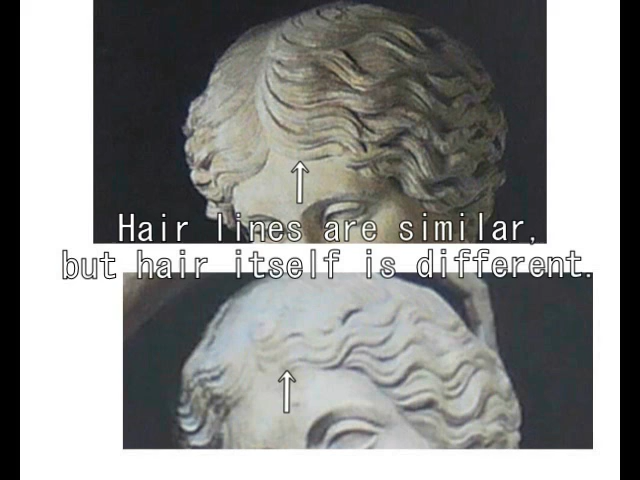 Hair lines are similar,
but hair itself is different.